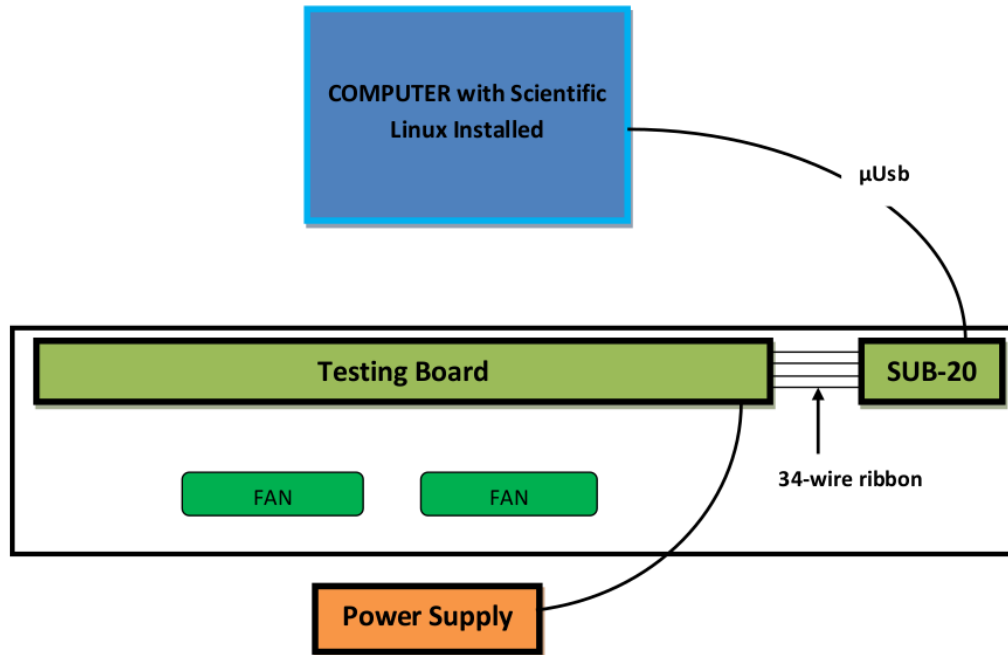 COMPUTER with Scientific
Linux Installed
µUsb
Testing Board
SUB-20
34-wire ribbon
FAN
FAN
Power Supply